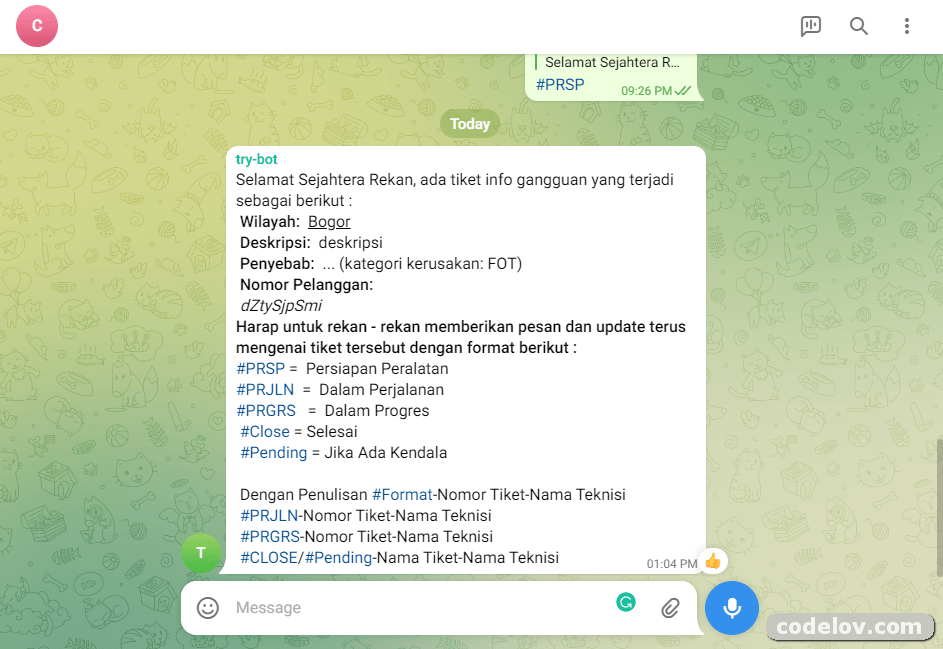 C
Selamat Sejahtera R...
#PRSP
09:26 PM
Today
try-bot
Selamat Sejahtera Rekan, ada tiket info gangguan yang terjadi
sebagai berikut :
Wilayah: Bogor
Deskripsi: deskripsi
Penyebab: ... (kategori kerusakan: FOT)
Nomor Pelanggan:
dZtySjpSmi
Harap untuk rekan - rekan memberikan pesan dan update terus
mengenai tiket tersebut dengan format berikut :
#PRSP = Persiapan Peralatan
#PRJLN = Dalam Perjalanan
#PRGRS = Dalam Progres
#Close = Selesai
#Pending = Jika Ada Kendala
Dengan Penulisan #Format-Nomor Tiket-Nama Teknisi
#PRJLN-Nomor Tiket-Nama Teknisi
#PRGRS-Nomor Tiket-Nama Teknisi
#CLOSE/#Pending-Nama Tiket-Nama Teknisi
01:04 PM
T
Message
codelov.com